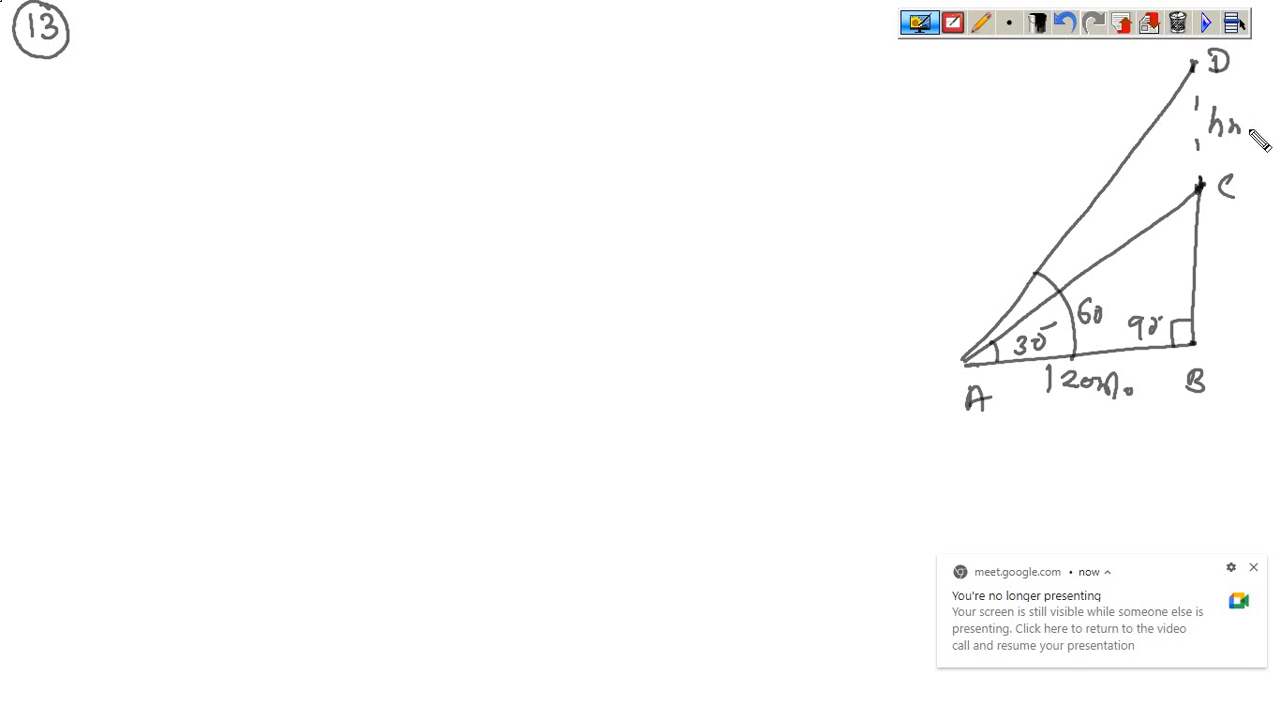 13
D
hn
C
60
30°
90°
120m.
A
B
meet.google.com • now
You're no longer presenting
Your screen is still visible while someone else is
presenting. Click here to return to the video
call and resume your presentation